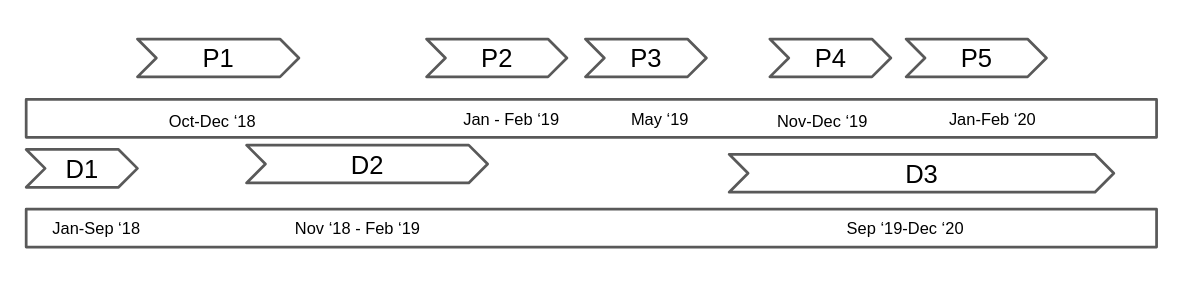 P1 P2 P3 P4 P5
Oct-Dec ‘18 Jan - Feb ‘19 May ‘19 Nov-Dec ‘19 Jan-Feb ‘20
D1 D2 D3
Jan-Sep ‘18 Nov ‘18 - Feb ‘19 Sep ‘19-Dec ‘20